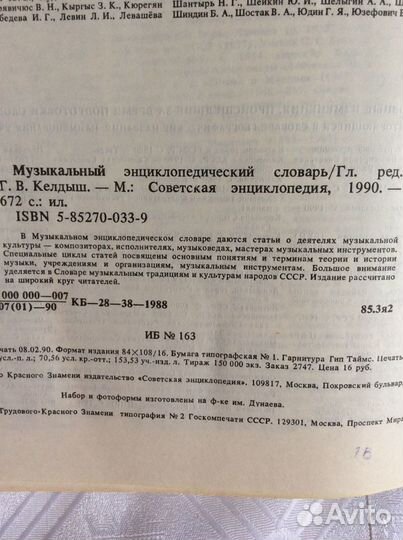 рявичюс В. Н., Кыргыс З. К., Кюрегян
бедева И. Г., Левин Л. И., Левашёва
Шантырь Н. Г., Шейкин Ю. И., Шелыгин А. А.,
Шиндин Б. А., Шостак В. А., Юдин Г. Я., Юзефович
Музыкальный энциклопедический словарь/Гл. ред.
Г. В. Келдыш. — М.: Советская энциклопедия, 1990. —
672 с.: ил.
ISBN 5-85270-033-9
В Музыкальном энциклопедическом словаре даются статьи о деятелях музыкальной
культуры — композиторах, исполнителях, музыковедах, мастерах музыкальных инструментов.
Специальные циклы статей посвящены основным понятиям и терминам теории и истории
музыки, учреждениям и организациям, музыкальным инструментам. Большое внимание
уделяется в Словаре музыкальным традициям и культурам народов СССР. Издание рассчитано
на широкий круг читателей.
000 000—007
07(01)—90
КБ—28—38—1988
85.3я2
ИБ № 163
чать 08.02.90. Формат издания 84×108/16. Бумага типографская № 1. Гарнитура Тип Таймс. Печать
усл.-п. л.; 70,56 усл. кр.-отт.; 153,53 уч.-изд. л. Тираж 150 000 экз. Заказ 2747. Цена 16 руб.
о Красного Знамени издательство «Советская энциклопедия». 109817, Москва, Покровский бульвар,
Набор и фотоформы изготовлены на ф-ке им. Дунаева.
Трудового Красного Знамени типография № 2 Госкомпечати СССР. 129301, Москва, Проспект Мира,
Avito